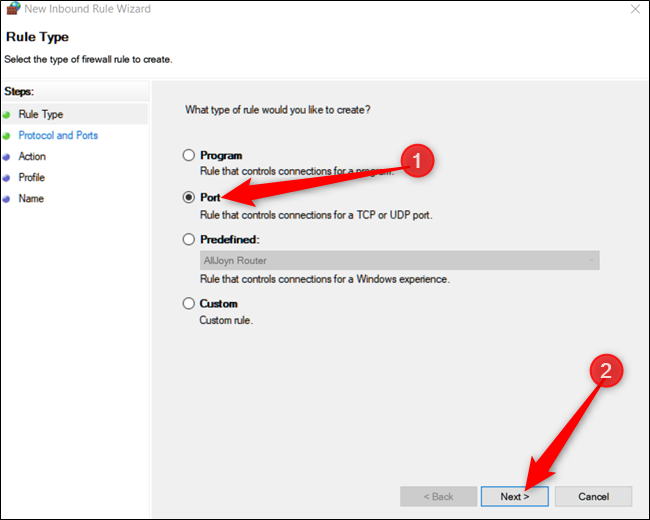 New Inbound Rule Wizard
Rule Type
Select the type of firewall rule to create.
Steps:
Rule Type
Protocol and Ports
Action
Profile
Name
What type of rule would you like to create?
Program
Rule that controls connections for a program.
1
Port
Rule that controls connections for a TCP or UDP port.
Predefined:
AllJoyn Router
Rule that controls connections for a Windows experience.
Custom
Custom rule.
2
< Back
Next >
Cancel